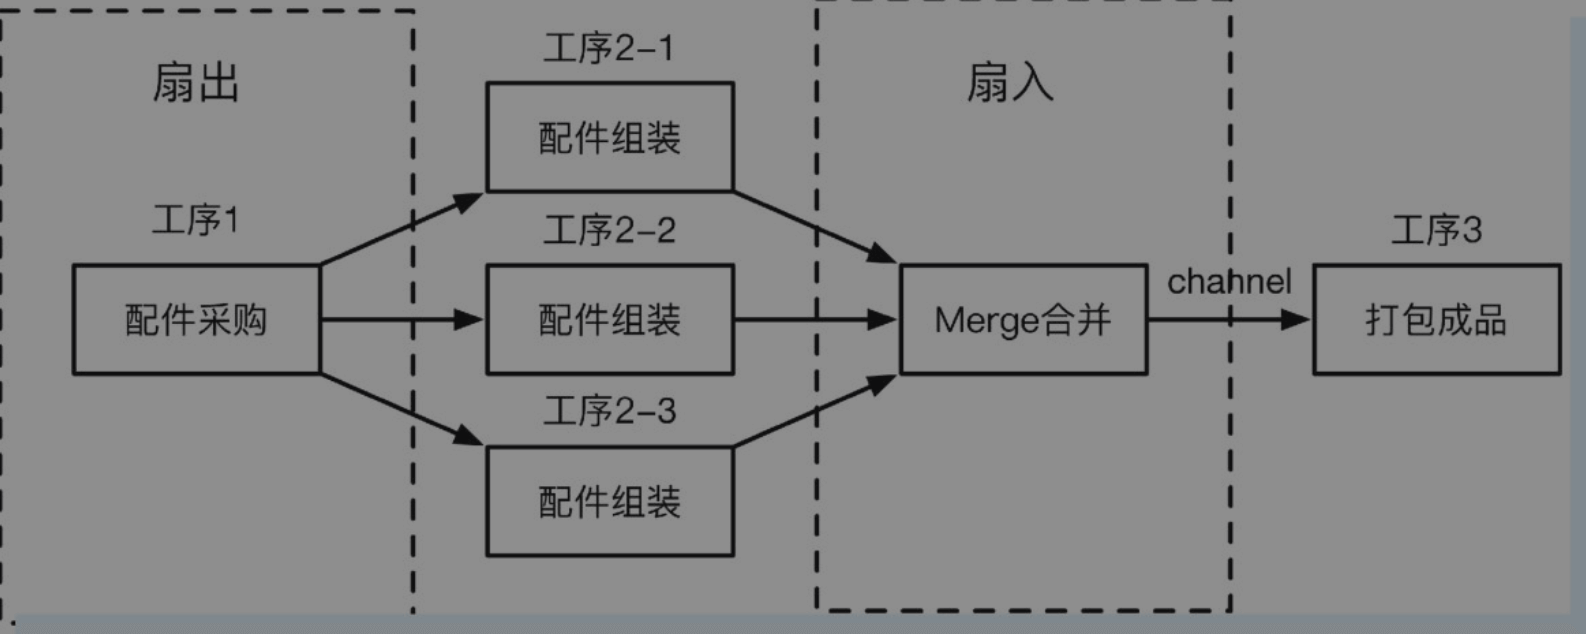 扇出
工序1
配件采购
工序2-1
配件组装
工序2-2
配件组装
工序2-3
配件组装
扇入
Merge合并
channel
工序3
打包成品